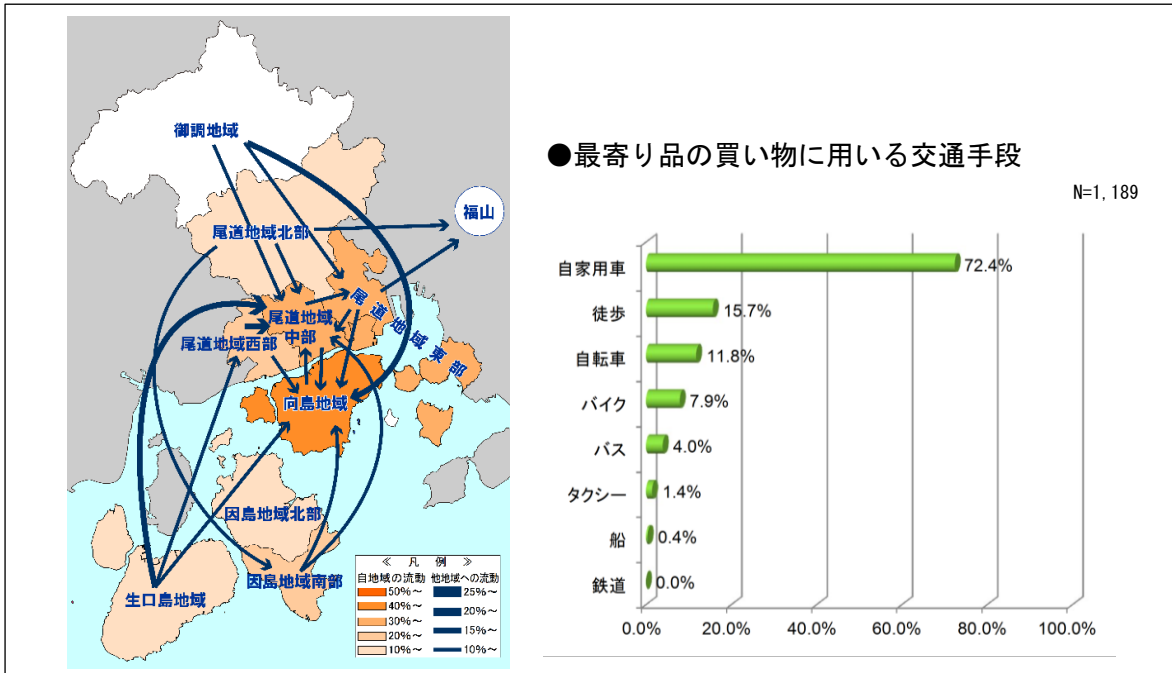 御調地域
福山
尾道地域北部
尾道地域東部
尾道地域
中部
尾道地域西部
向島地域
因島地域北部
因島地域南部
生口島地域
≪ 凡 例 ≫
自地域の流動 他地域への流動
50%~ 25%~
40%~ 20%~
30%~ 15%~
20%~ 10%~
10%~
●最寄り品の買い物に用いる交通手段
N=1,189
自家用車 72.4%
徒歩 15.7%
自転車 11.8%
バイク 7.9%
バス 4.0%
タクシー 1.4%
船 0.4%
鉄道 0.0%
0.0% 20.0% 40.0% 60.0% 80.0% 100.0%